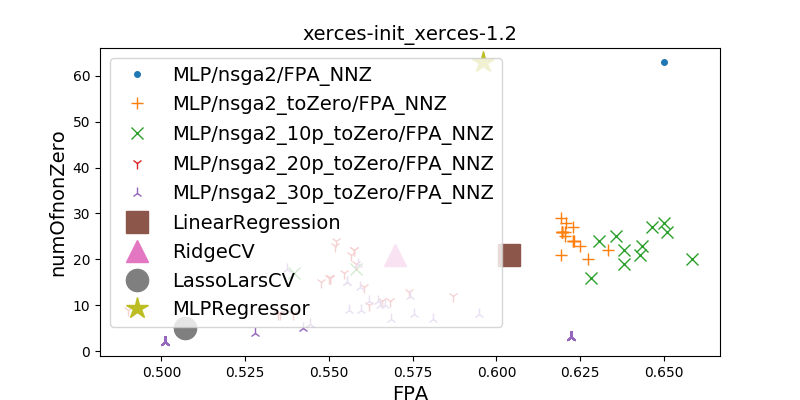 xerces-init_xerces-1.2
numOfnonZero
60
50
40
30
20
10
0
MLP/nsga2/FPA_NNZ
MLP/nsga2_toZero/FPA_NNZ
MLP/nsga2_10p_toZero/FPA_NNZ
MLP/nsga2_20p_toZero/FPA_NNZ
MLP/nsga2_30p_toZero/FPA_NNZ
LinearRegression
RidgeCV
LassoLarsCV
MLPRegressor
0.500 0.525 0.550 0.575 0.600 0.625 0.650
FPA